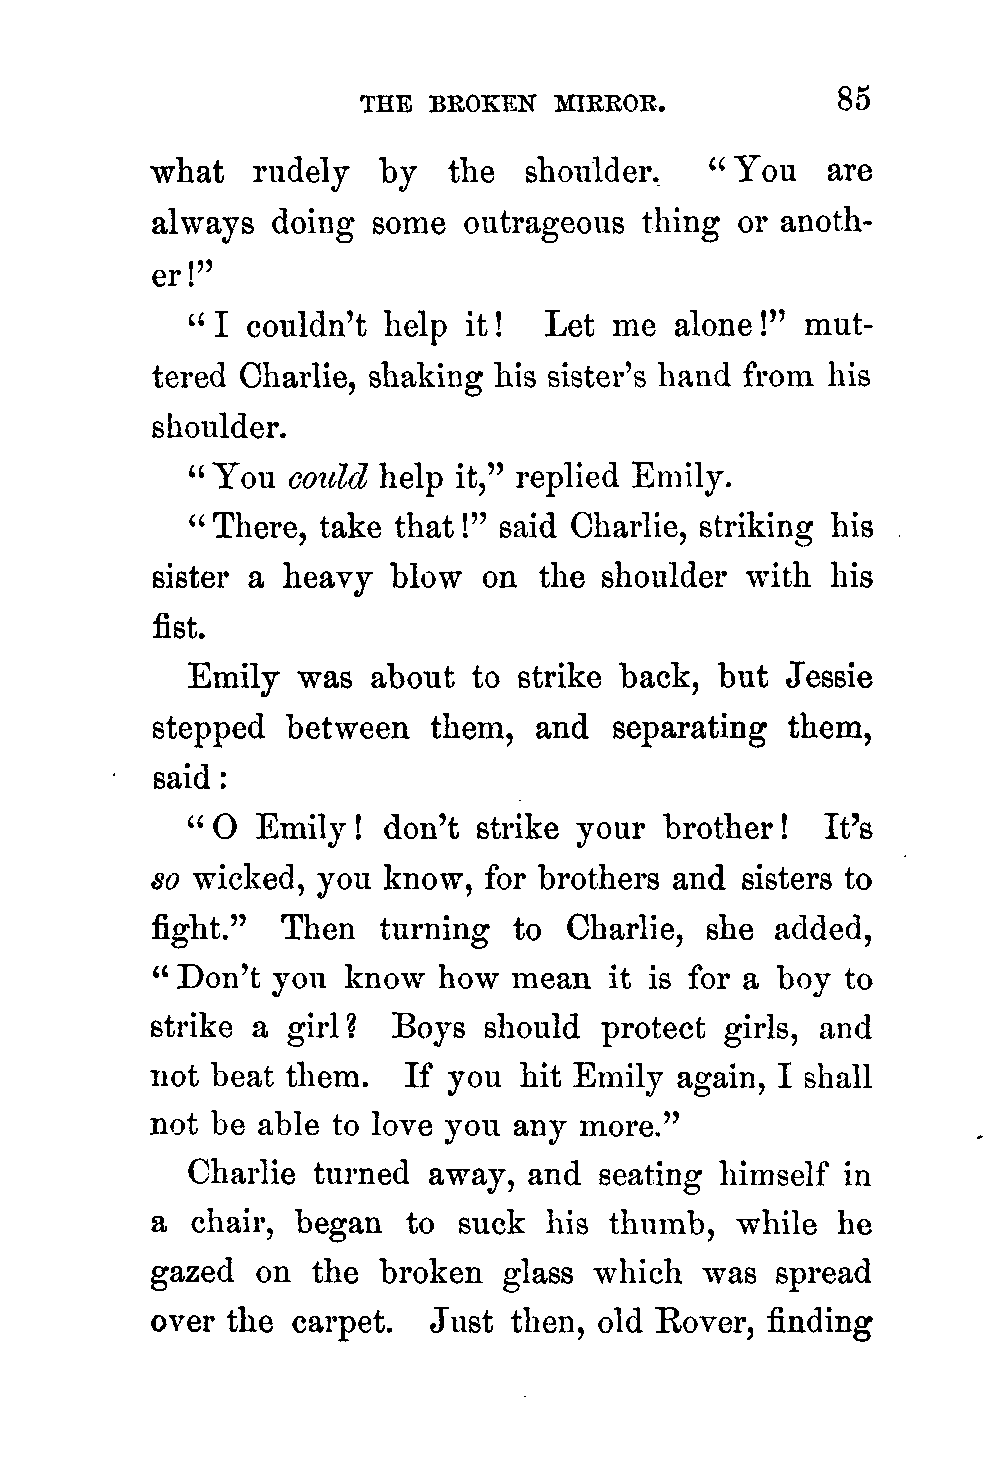 THE BROKEN MIRROR. 85
what rudely by the shoulder. "You are
always doing some outrageous thing or anoth-
er!"
"I couldn't help it! Let me alone!" mut-
tered Charlie, shaking his sister's hand from his
shoulder.
"You could help it," replied Emily.
"There, take that!" said Charlie, striking his
sister a heavy blow on the shoulder with his
fist.
Emily was about to strike back, but Jessie
stepped between them, and separating them,
said:
"O Emily! don't strike your brother! It's
so wicked, you know, for brothers and sisters to
fight." Then turning to Charlie, she added,
"Don't you know how mean it is for a boy to
strike a girl? Boys should protect girls, and
not beat them. If you hit Emily again, I shall
not be able to love you any more."
Charlie turned away, and seating himself in
a chair, began to suck his thumb, while he
gazed on the broken glass which was spread
over the carpet. Just then, old Rover, finding